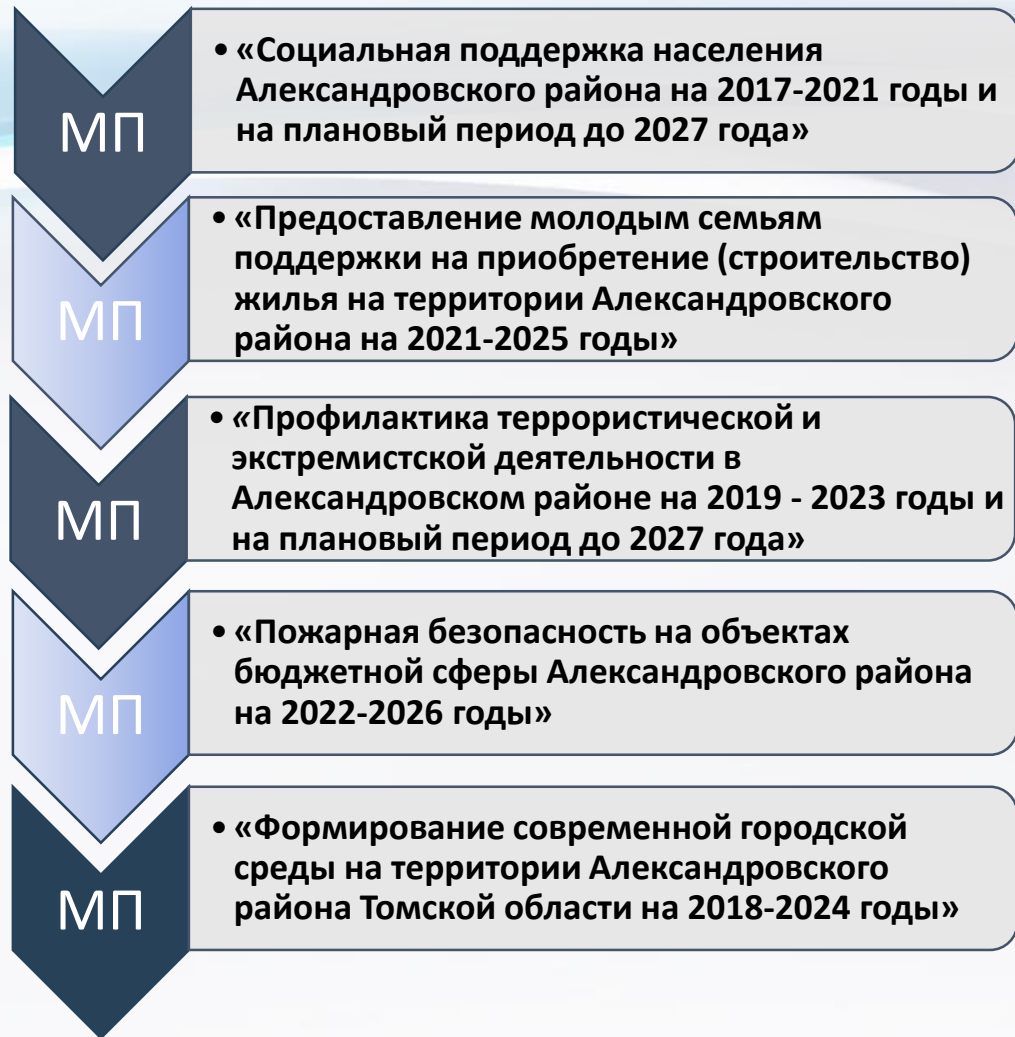 МП
• «Социальная поддержка населения
Александровского района на 2017-2021 годы и
на плановый период до 2027 года»
МП
• «Предоставление молодым семьям
поддержки на приобретение (строительство)
жилья на территории Александровского
района на 2021-2025 годы»
МП
• «Профилактика террористической и
экстремистской деятельности в
Александровском районе на 2019 - 2023 годы и
на плановый период до 2027 года»
МП
• «Пожарная безопасность на объектах
бюджетной сферы Александровского района
на 2022-2026 годы»
МП
• «Формирование современной городской
среды на территории Александровского
района Томской области на 2018-2024 годы»